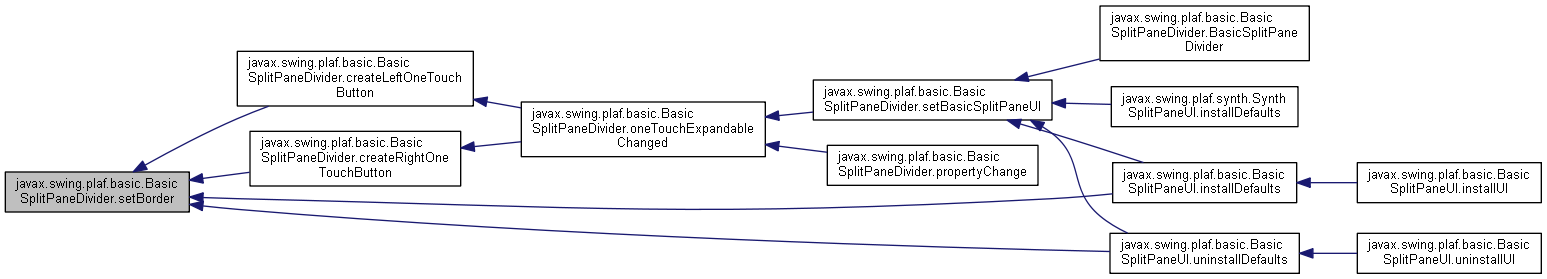 javax.swing.plaf.basic.Basic
SplitPaneDivider.setBorder
javax.swing.plaf.basic.Basic
SplitPaneDivider.createLeftOneTouch
Button
javax.swing.plaf.basic.Basic
SplitPaneDivider.createRightOne
TouchButton
javax.swing.plaf.basic.Basic
SplitPaneDivider.oneTouchExpandable
Changed
javax.swing.plaf.basic.Basic
SplitPaneDivider.setBasicSplitPaneUI
javax.swing.plaf.basic.Basic
SplitPaneDivider.propertyChange
javax.swing.plaf.basic.Basic
SplitPaneDivider.BasicSplitPane
Divider
javax.swing.plaf.synth.Synth
SplitPaneUI.installDefaults
javax.swing.plaf.basic.Basic
SplitPaneUI.installDefaults
javax.swing.plaf.basic.Basic
SplitPaneUI.uninstallDefaults
javax.swing.plaf.basic.Basic
SplitPaneUI.installUI
javax.swing.plaf.basic.Basic
SplitPaneUI.uninstallUI